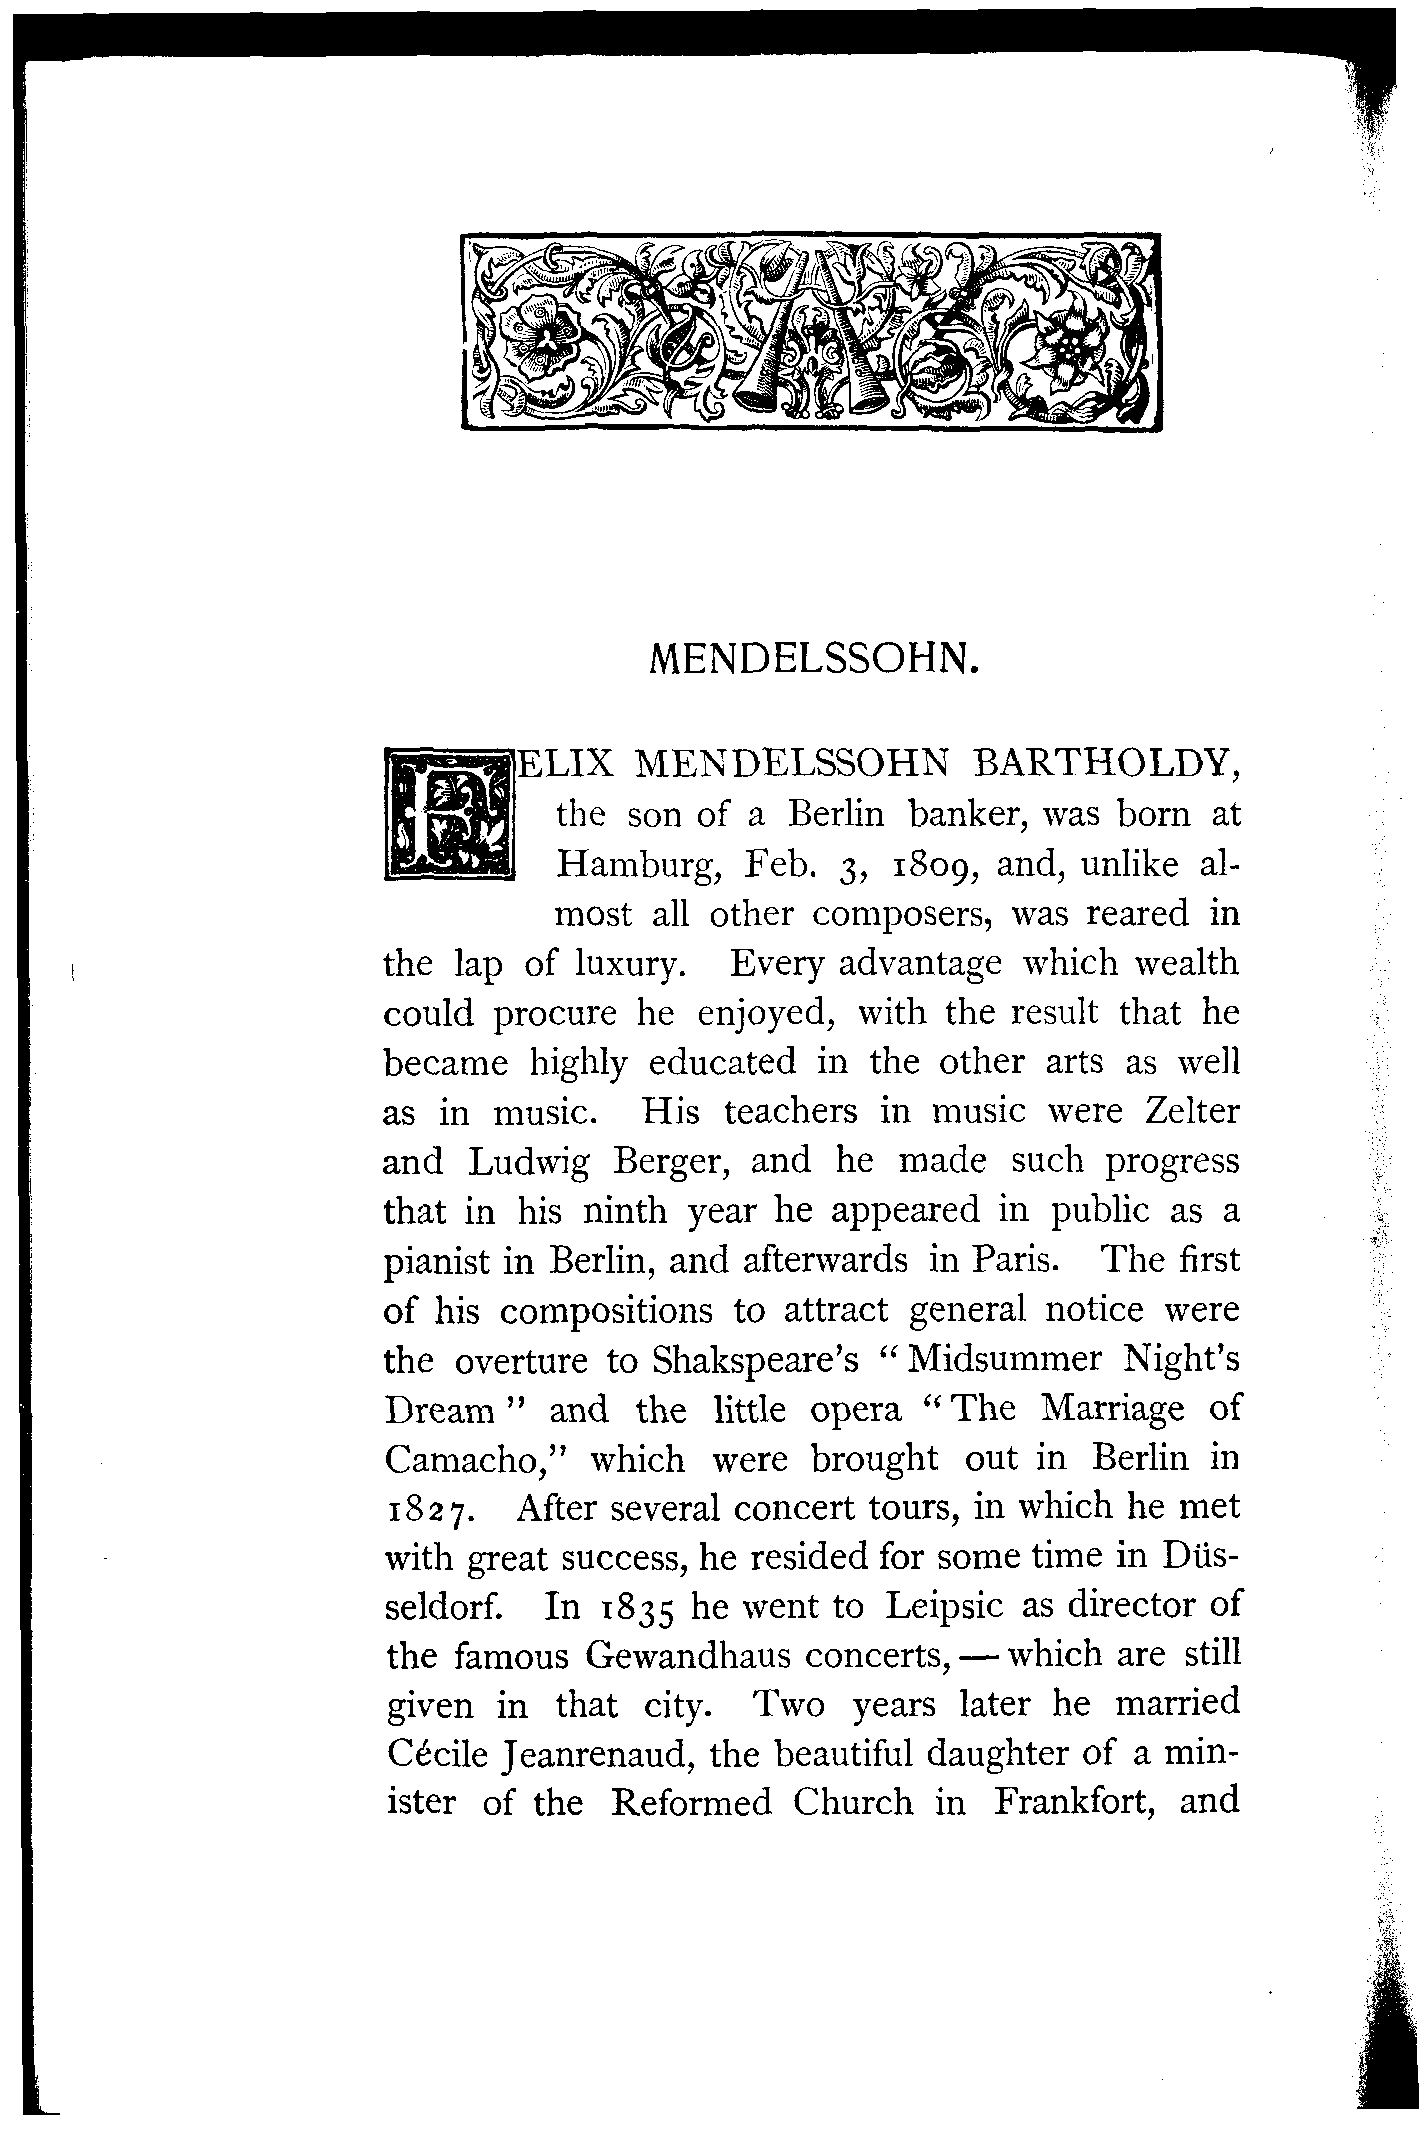 MENDELSSOHN.
FELIX MENDELSSOHN BARTHOLDY,
the son of a Berlin banker, was born at
Hamburg, Feb. 3, 1809, and, unlike al-
most all other composers, was reared in
the lap of luxury. Every advantage which wealth
could procure he enjoyed, with the result that he
became highly educated in the other arts as well
as in music. His teachers in music were Zelter
and Ludwig Berger, and he made such progress
that in his ninth year he appeared in public as a
pianist in Berlin, and afterwards in Paris. The first
of his compositions to attract general notice were
the overture to Shakspeare's " Midsummer Night's
Dream " and the little opera " The Marriage of
Camacho," which were brought out in Berlin in
1827. After several concert tours, in which he met
with great success, he resided for some time in Düs-
seldorf. In 1835 he went to Leipsic as director of
the famous Gewandhaus concerts, — which are still
given in that city. Two years later he married
Cécile Jeanrenaud, the beautiful daughter of a min-
ister of the Reformed Church in Frankfort, and